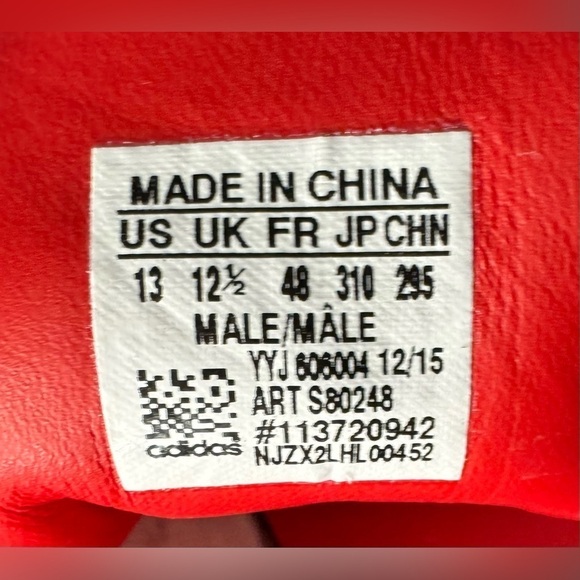 MADE IN CHINA
US UK FR JP CHN
13 12½ 48 310 295
MALE/MÂLE
YYJ 606004 12/15
ART S80248
#113720942
adidas
NJZX2LHL00452